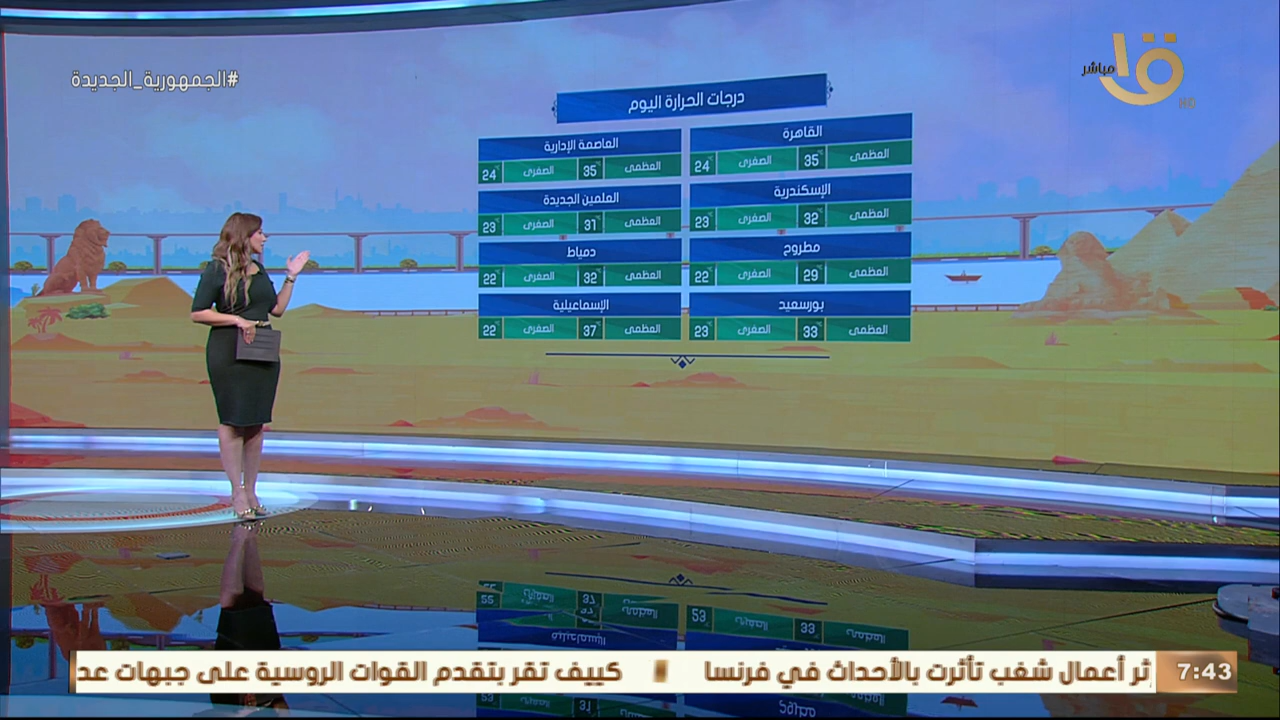 #الجمهورية_الجديدة
مباشر
HD
درجات الحرارة اليوم
القاهرة
العظمى 35 الصغرى 24
العاصمة الإدارية
العظمى 35 الصغرى 24
الإسكندرية
العظمى 32 الصغرى 23
العلمين الجديدة
العظمى 31 الصغرى 23
مطروح
العظمى 29 الصغرى 22
دمياط
العظمى 32 الصغرى 22
بورسعيد
العظمى 33 الصغرى 23
الإسماعيلية
العظمى 37 الصغرى 22
7:43 أعمال شغب تأثرت بالأحداث في فرنسا
كييف تقر بتقدم القوات الروسية على جبهات